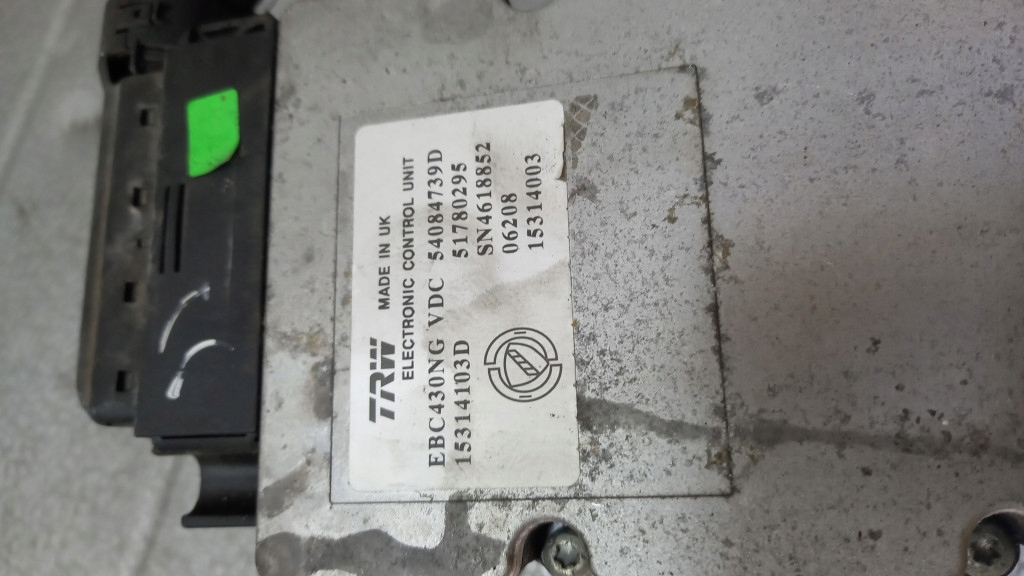 TRW MADE IN UK
ELECTRONIC CONTROL UNIT
EBC430NG VDC 54084739D
15314103D 51780295
SN4618852
06208
15314003